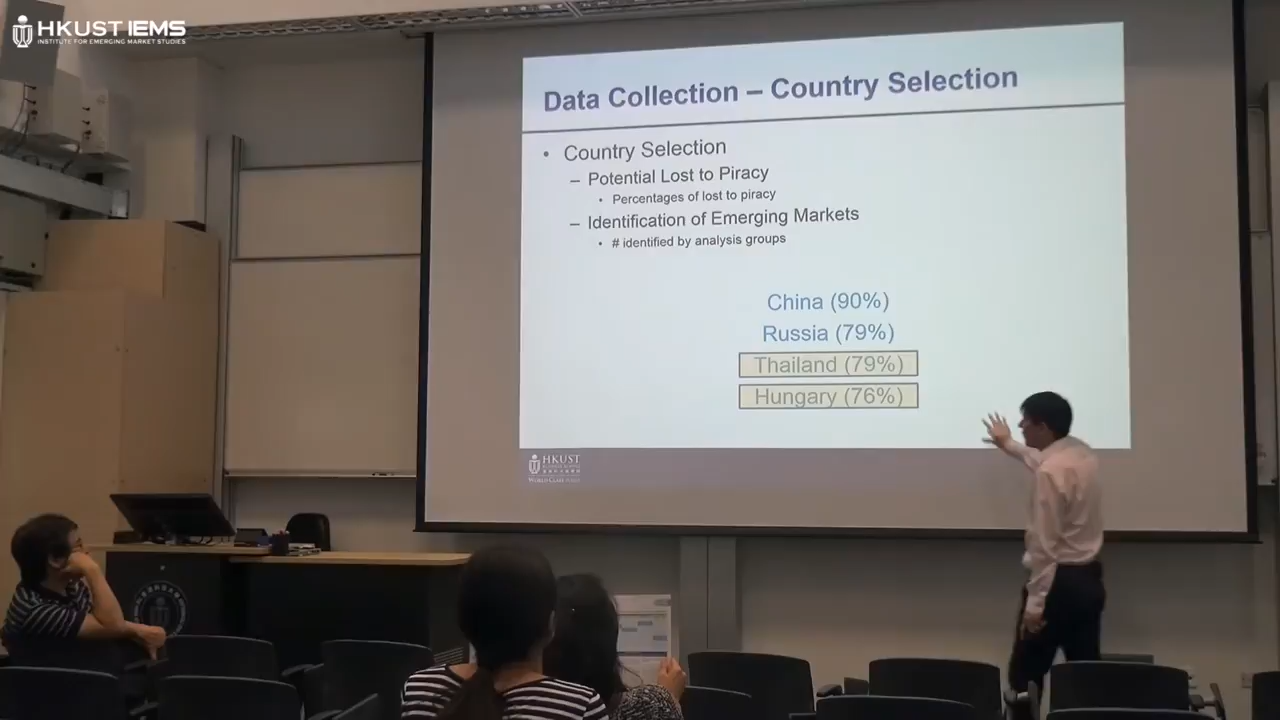 HKUST IEMS
INSTITUTE FOR EMERGING MARKET STUDIES
Data Collection – Country Selection
• Country Selection
– Potential Lost to Piracy
• Percentages of lost to piracy
– Identification of Emerging Markets
• # identified by analysis groups
China (90%)
Russia (79%)
Thailand (79%)
Hungary (76%)
HKUST